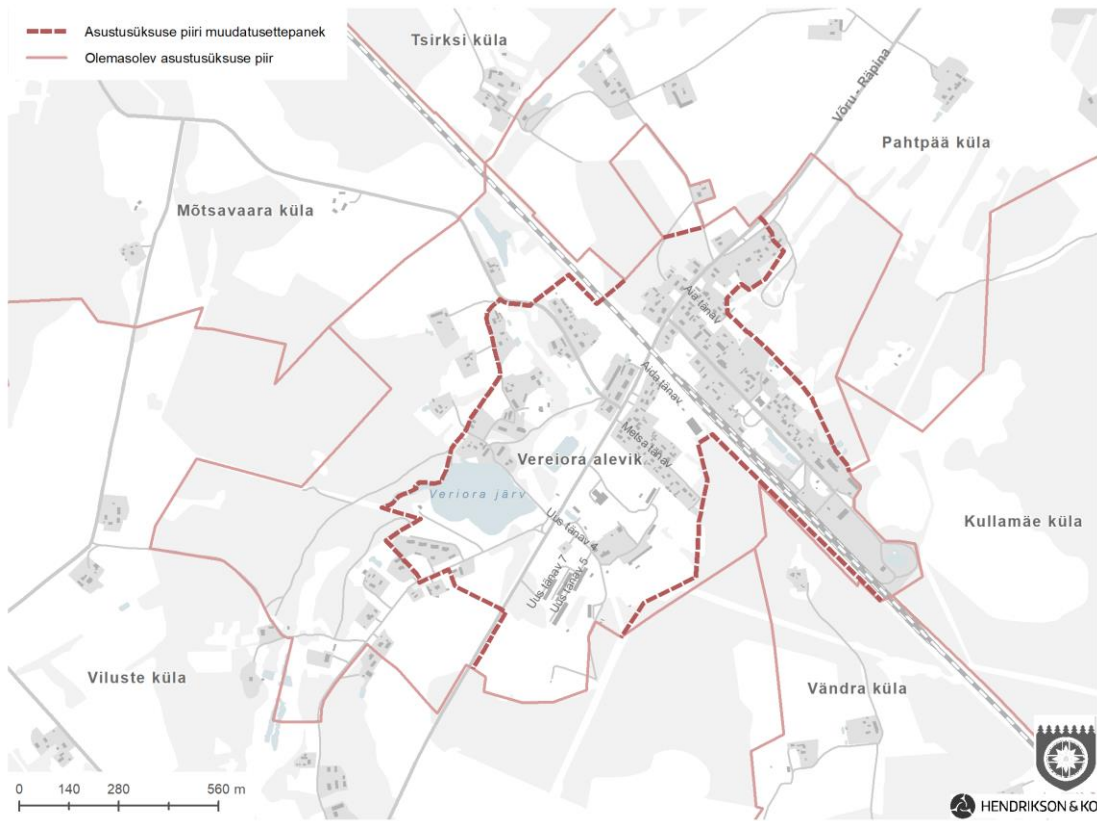 Asustusüksuse piiri muudatusettepanek
Olemasolev asustusüksuse piir
Tsirksi küla
Võru - Räpina
Pahtpää küla
Mõtsavaara küla
Aia tänav
Aida tänav
Metsa tänav
Vereiora alevik
Veriora järv
Uus tänav 4
Uus tänav 7
Uus tänav 5
Kullamäe küla
Viluste küla
Vändra küla
0 140 280 560 m
HENDRIKSON & KO